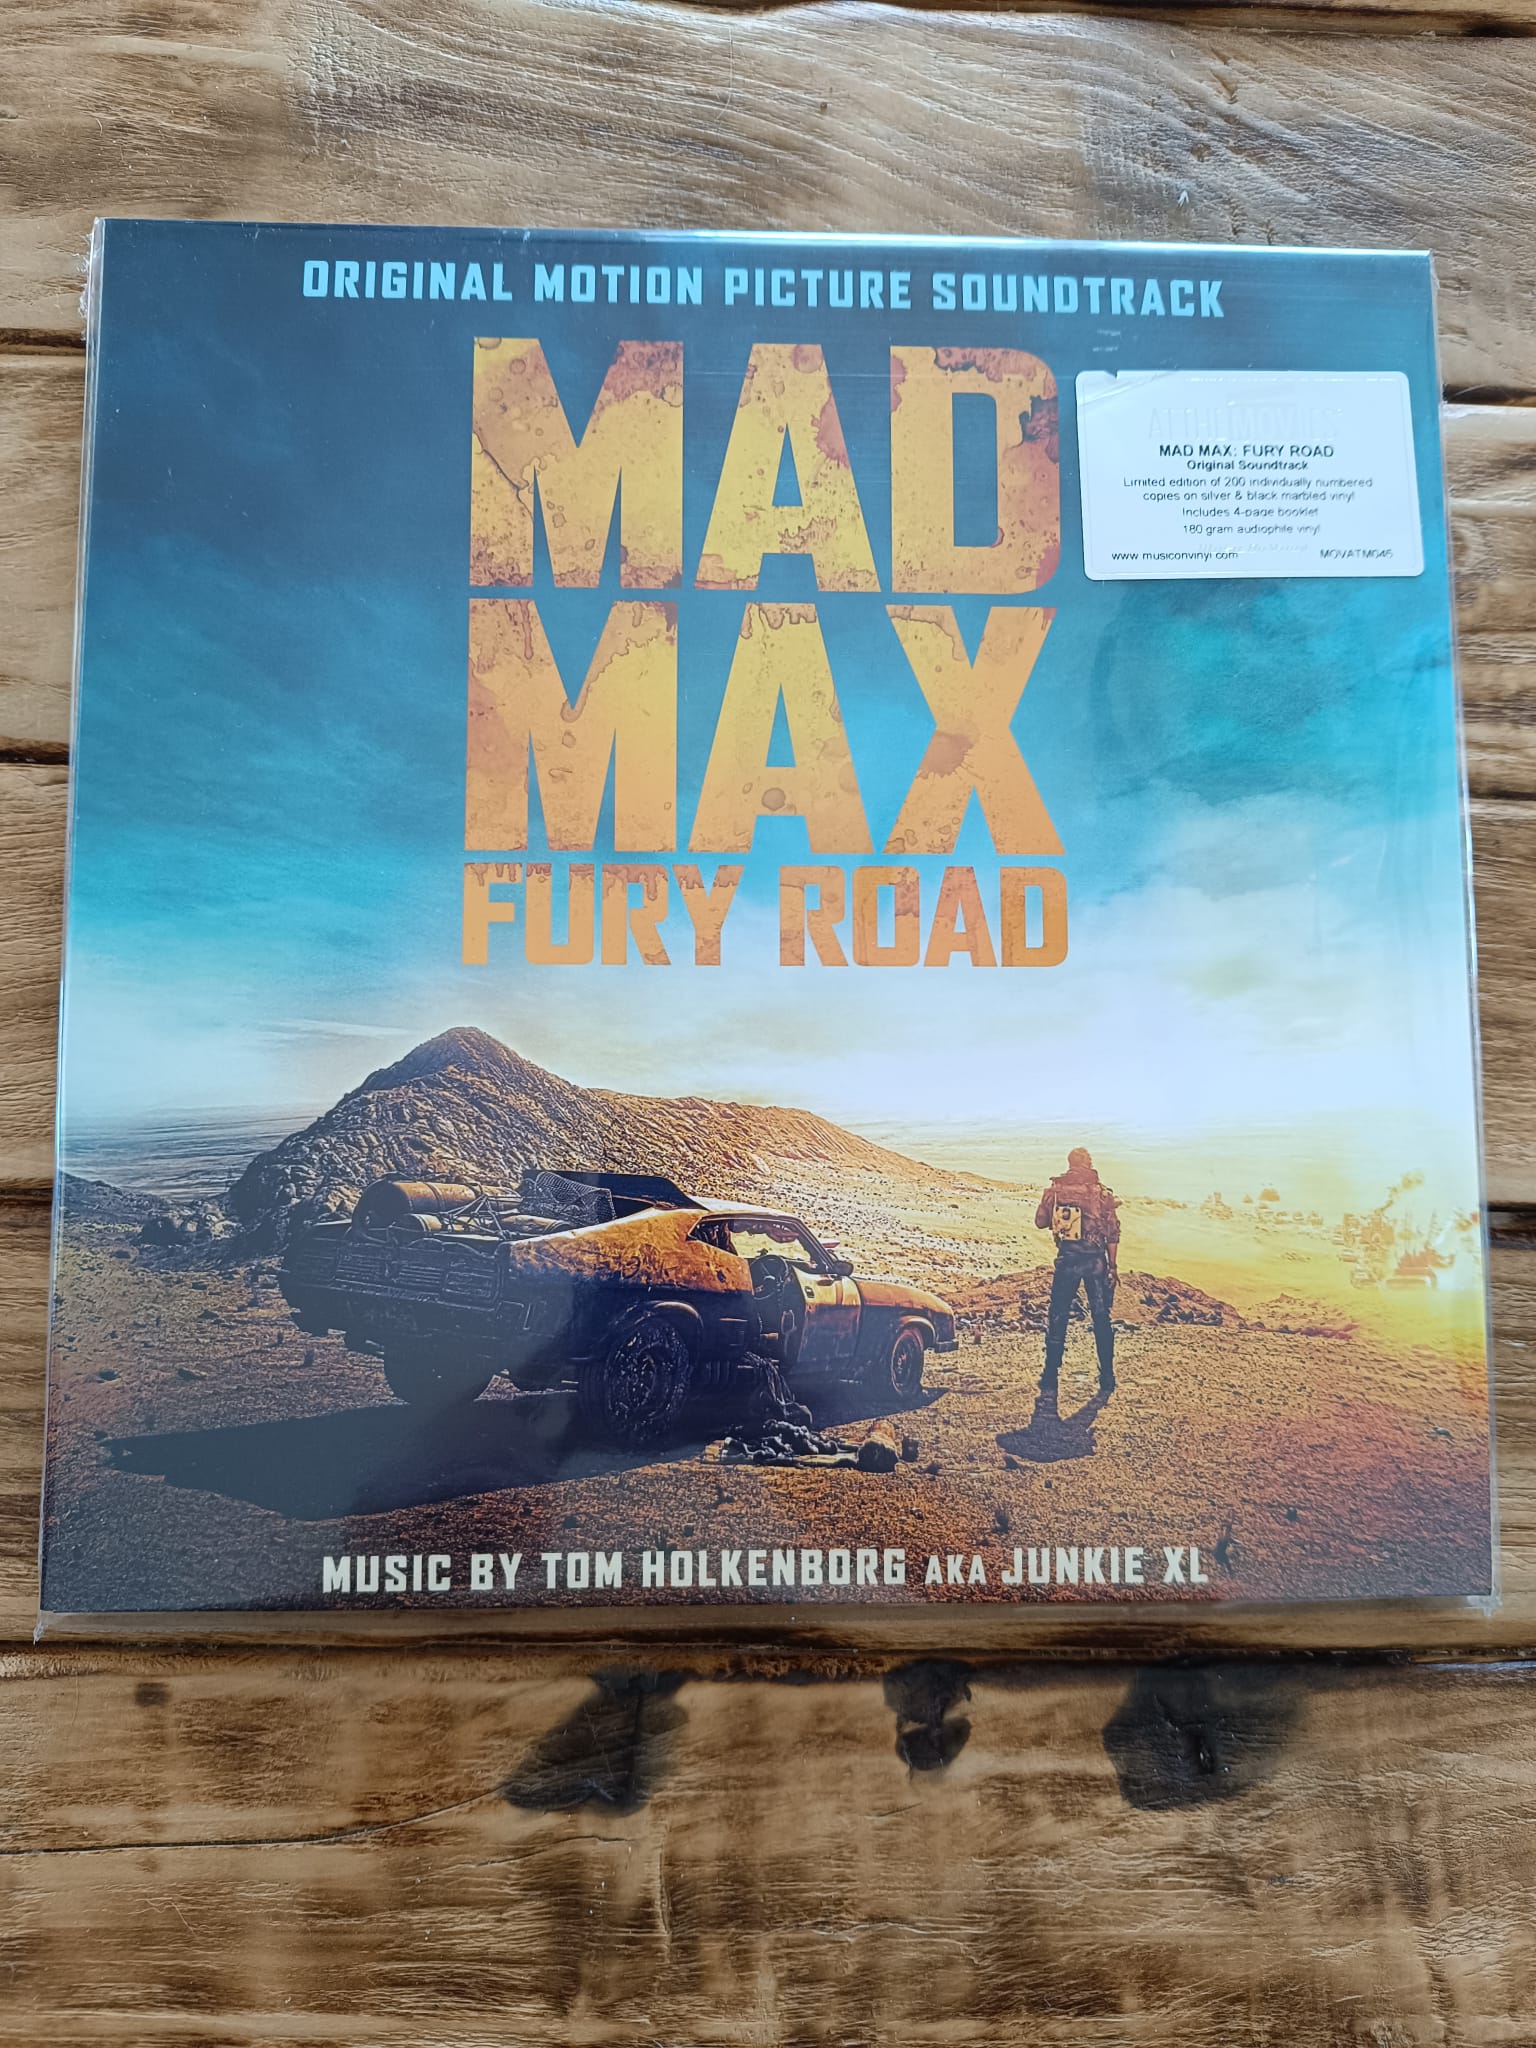 ORIGINAL MOTION PICTURE SOUNDTRACK
MAD
MAX
FURY ROAD
AT THE MOVIES
MAD MAX: FURY ROAD
Original Soundtrack
Limited edition of 200 individually numbered
copies on silver & black marbled vinyl
Includes 4-page booklet
180 gram audiophile vinyl
www.musiconvinyl.com MOVATM045
MUSIC BY TOM HOLKENBORG AKA JUNKIE XL